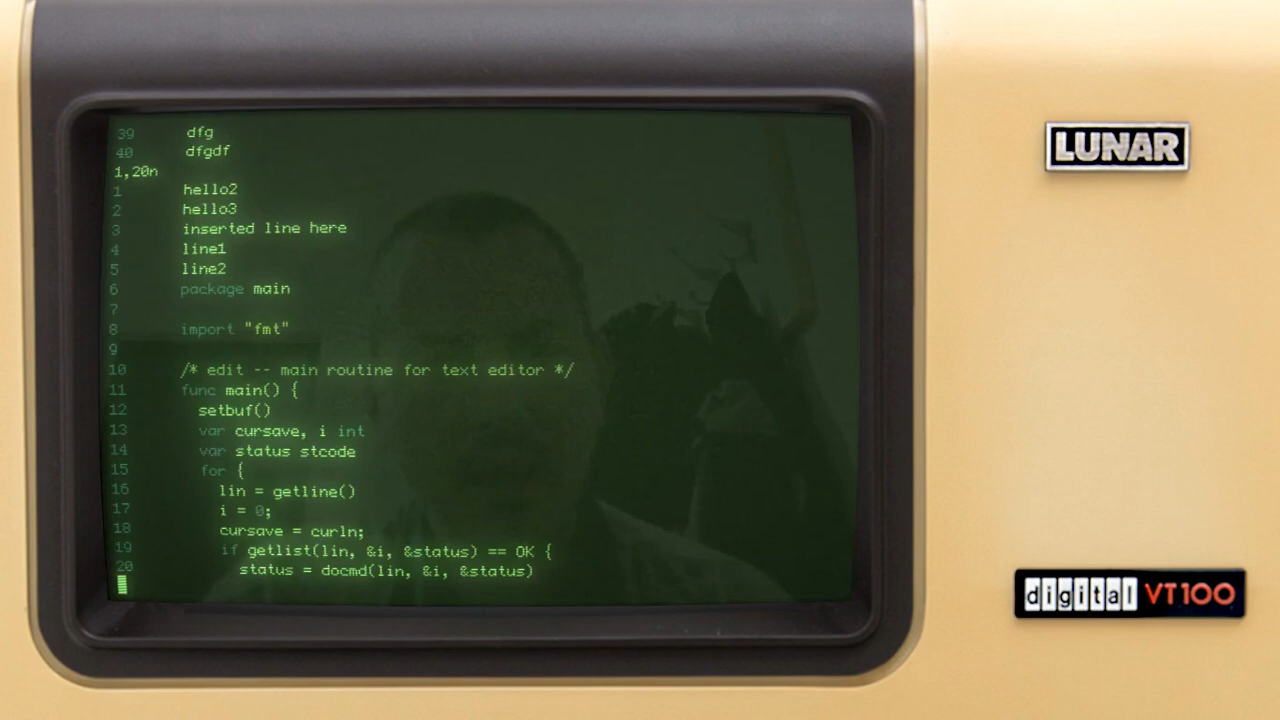 39 dfg
40 dfgdf
1,20n
1 hello2
2 hello3
3 inserted line here
4 line1
5 line2
6 package main
7
8 import "fmt"
9
10 /* edit -- main routine for text editor */
11 func main() {
12 setbuf()
13 var cursave, i int
14 var status stcode
15 for {
16 lin = getline()
17 i = 0;
18 cursave = curln;
19 if getlist(lin, &i, &status) == OK {
20 status = docmd(lin, &i, &status)
LUNAR
digital VT100